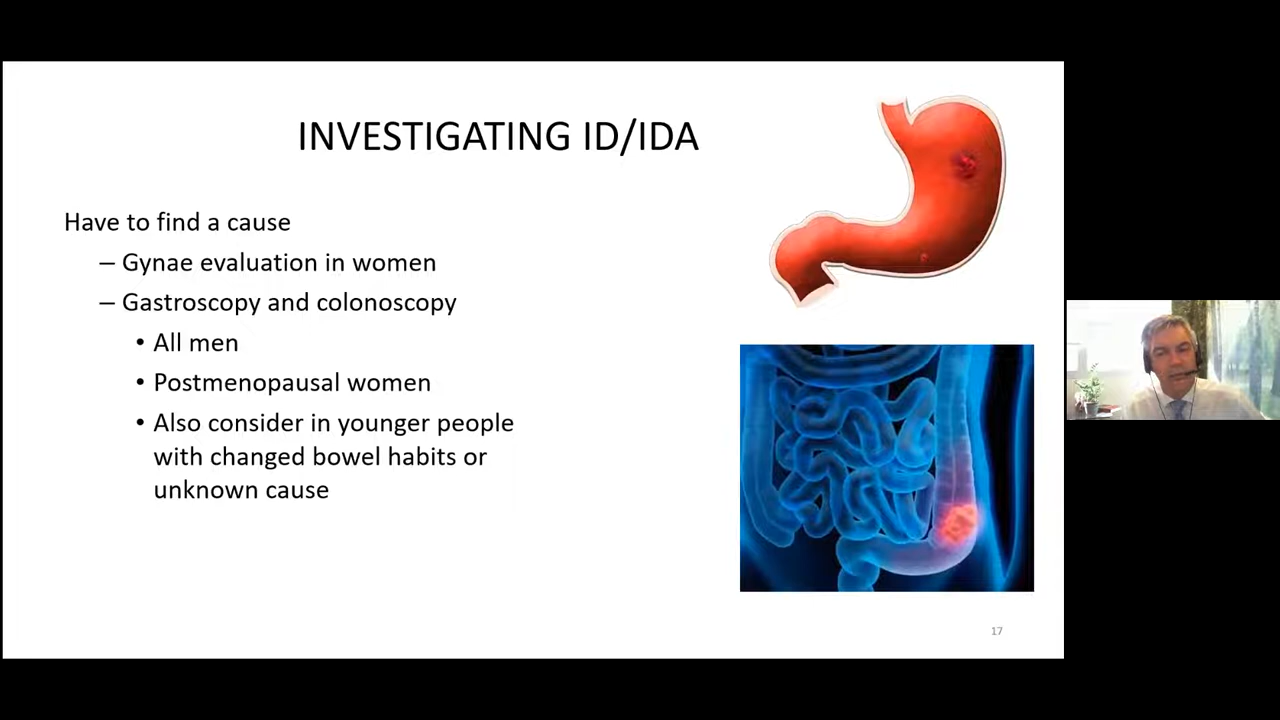 INVESTIGATING ID/IDA
Have to find a cause
– Gynae evaluation in women
– Gastroscopy and colonoscopy
• All men
• Postmenopausal women
• Also consider in younger people
with changed bowel habits or
unknown cause
17